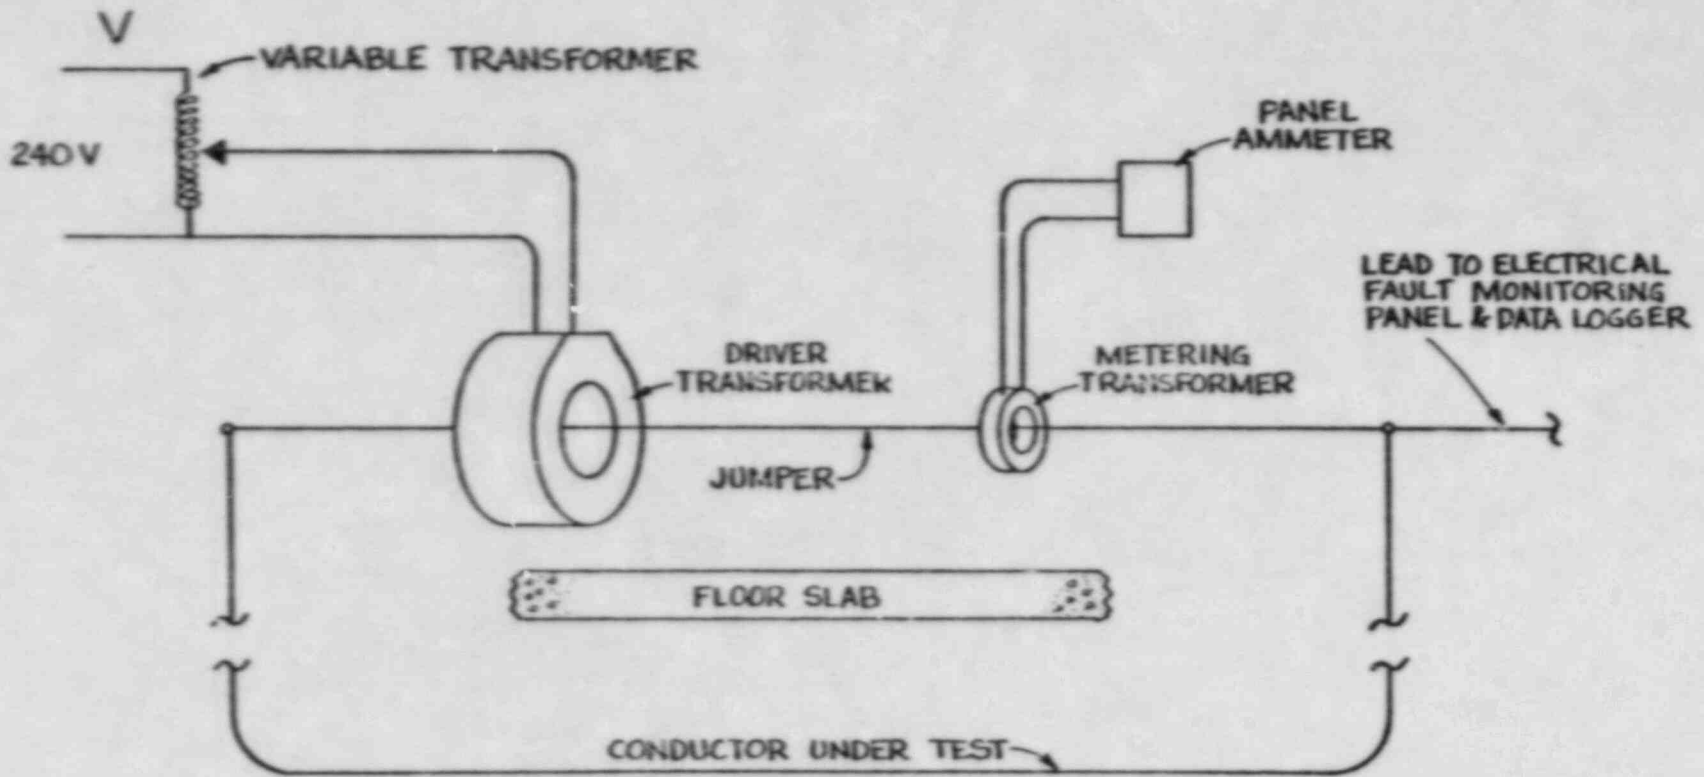 V
VARIABLE TRANSFORMER
240 V
PANEL
AMMETER
LEAD TO ELECTRICAL
FAULT MONITORING
PANEL & DATA LOGGER
DRIVER
TRANSFORMER
METERING
TRANSFORMER
JUMPER
FLOOR SLAB
CONDUCTOR UNDER TEST